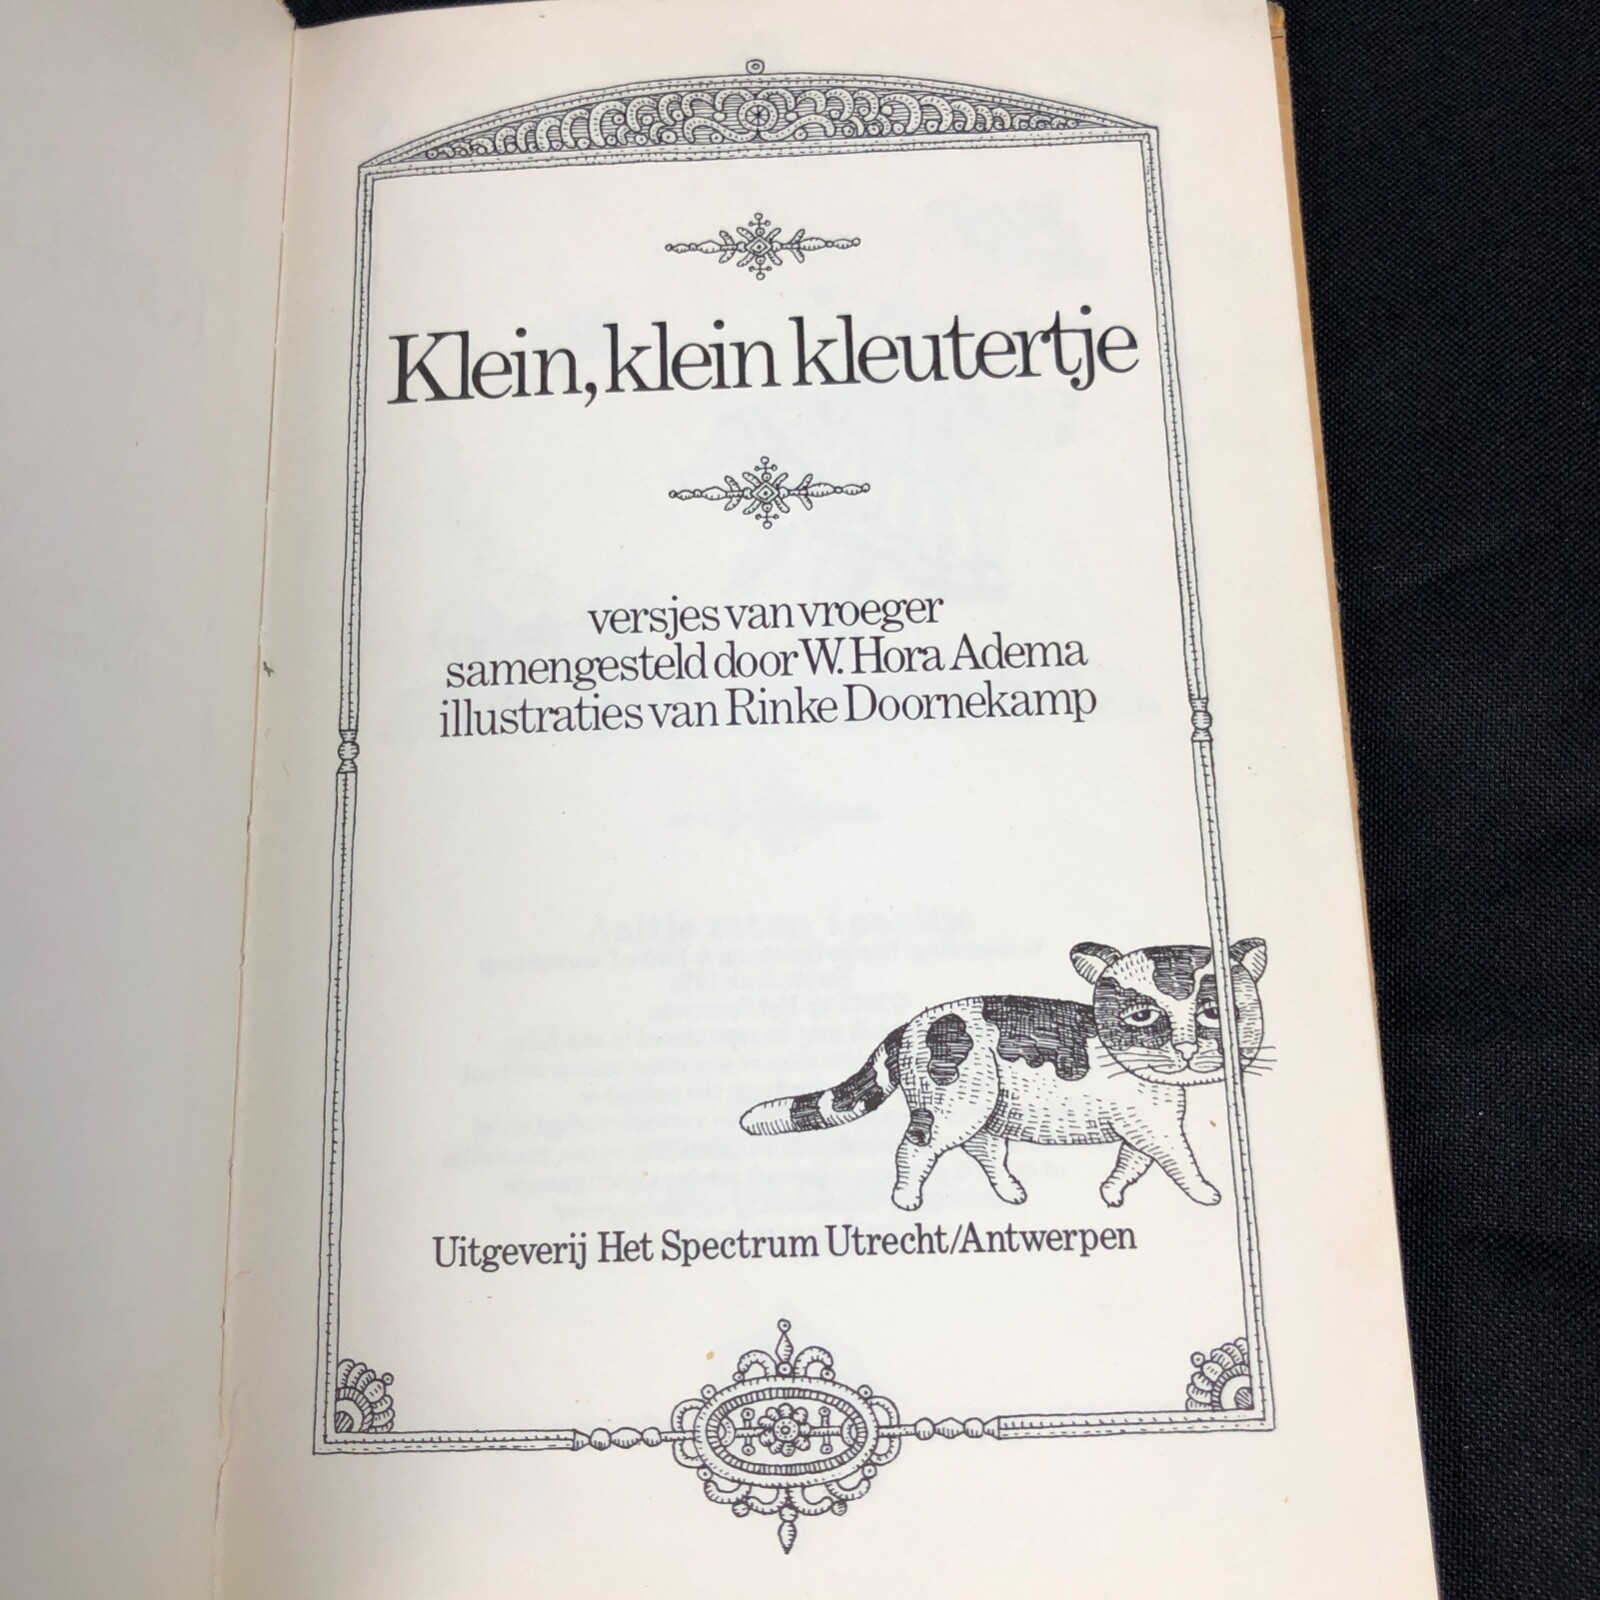 Klein, klein kleutertje
versjes van vroeger
samengesteld door W. Hora Adema
illustraties van Rinke Doornekamp
Uitgeverij Het Spectrum Utrecht/Antwerpen